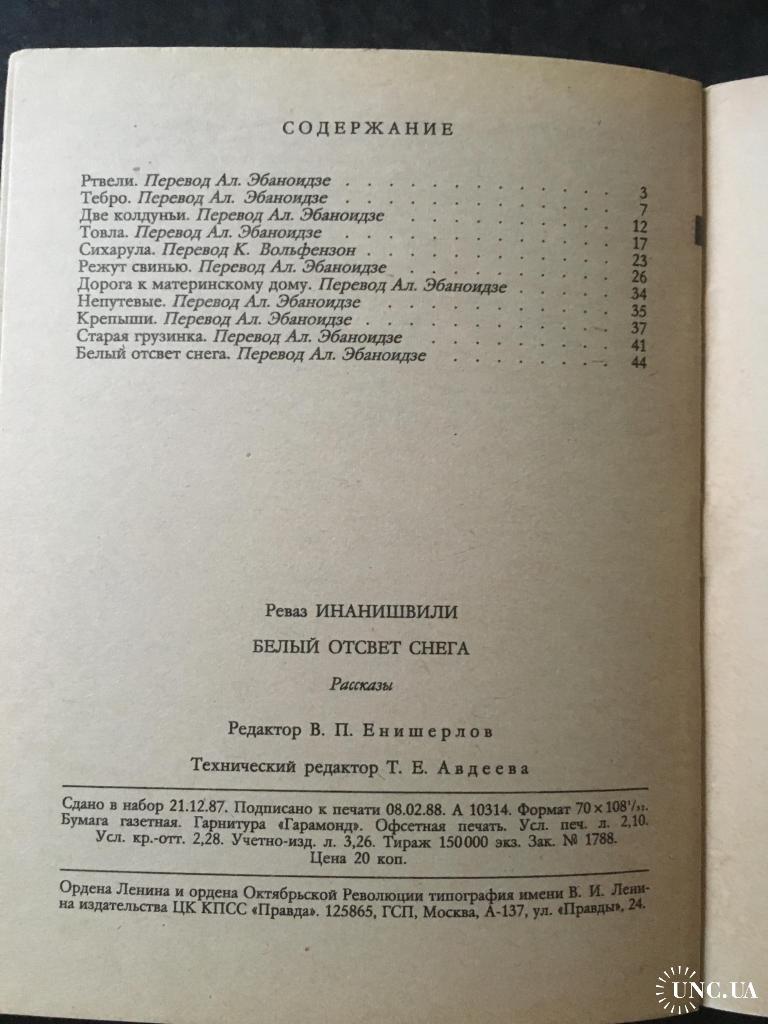 СОДЕРЖАНИЕ
Ртвели. Перевод Ал. Эбаноидзе . . . . . . . . . . . 3
Тебро. Перевод Ал. Эбаноидзе . . . . . . . . . . . 7
Две колдуньи. Перевод Ал. Эбаноидзе . . . . . . . . . 12
Товла. Перевод Ал. Эбаноидзе . . . . . . . . . . . 17
Сихарула. Перевод К. Вольфензон . . . . . . . . . . 23
Режут свинью. Перевод Ал. Эбаноидзе . . . . . . . . . 26
Дорога к материнскому дому. Перевод Ал. Эбаноидзе . . . . . 34
Непутевые. Перевод Ал. Эбаноидзе . . . . . . . . . . 35
Крепыши. Перевод Ал. Эбаноидзе . . . . . . . . . . 37
Старая грузинка. Перевод Ал. Эбаноидзе . . . . . . . . 41
Белый отсвет снега. Перевод Ал. Эбаноидзе . . . . . . . 44
Реваз ИНАНИШВИЛИ
БЕЛЫЙ ОТСВЕТ СНЕГА
Рассказы
Редактор В. П. Енишерлов
Технический редактор Т. Е. Авдеева
Сдано в набор 21.12.87. Подписано к печати 08.02.88. А 10314. Формат 70×108¹/₃₂.
Бумага газетная. Гарнитура «Гарамонд». Офсетная печать. Усл. печ. л. 2,10.
Усл. кр.-отт. 2,28. Учетно-изд. л. 3,26. Тираж 150000 экз. Зак. № 1788.
Цена 20 коп.
Ордена Ленина и ордена Октябрьской Революции типография имени В. И. Лени-
на издательства ЦК КПСС «Правда». 125865, ГСП, Москва, А-137, ул. «Правды», 24.
UNC.UA